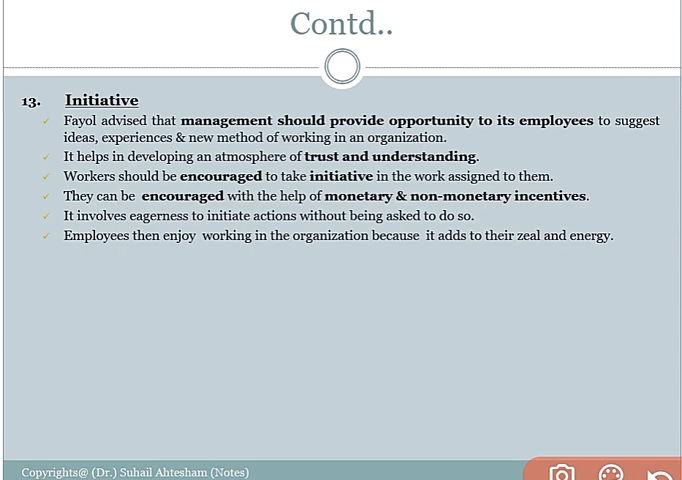 Contd..
13. Initiative
✓ Fayol advised that management should provide opportunity to its employees to suggest
ideas, experiences & new method of working in an organization.
✓ It helps in developing an atmosphere of trust and understanding.
✓ Workers should be encouraged to take initiative in the work assigned to them.
✓ They can be encouraged with the help of monetary & non-monetary incentives.
✓ It involves eagerness to initiate actions without being asked to do so.
✓ Employees then enjoy working in the organization because it adds to their zeal and energy.
Copyrights@ (Dr.) Suhail Ahtesham (Notes)